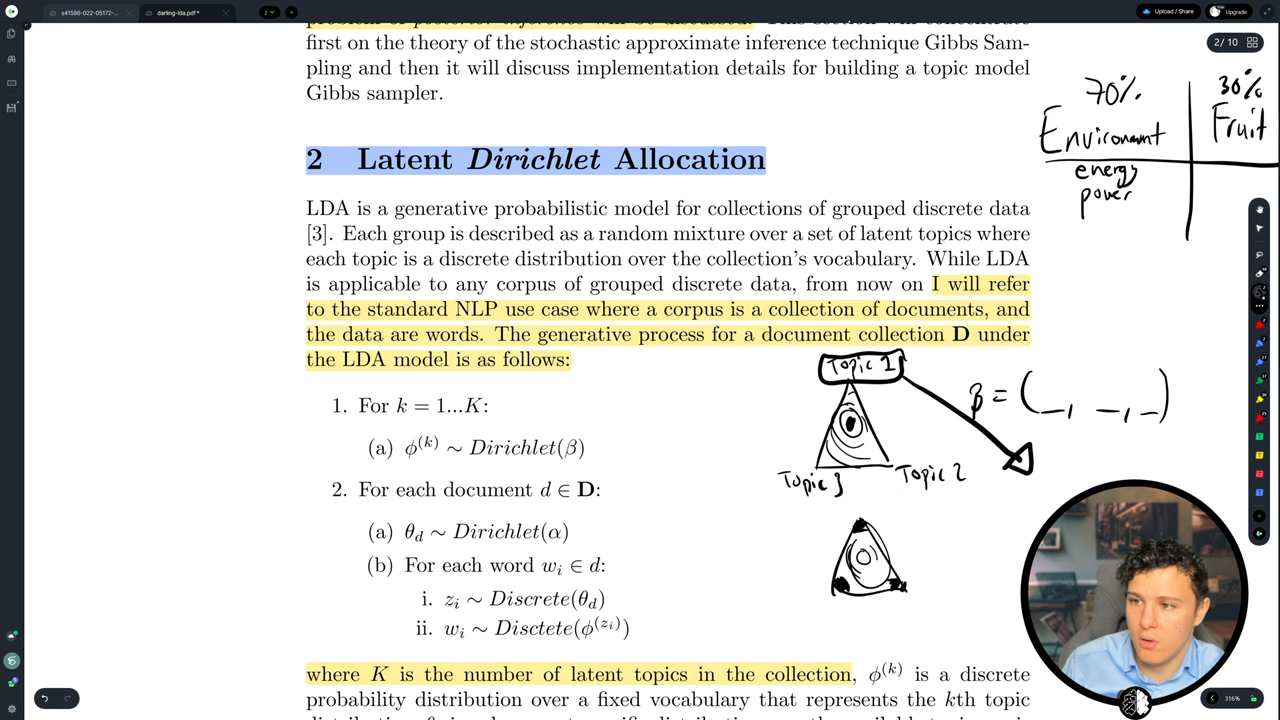 s41586-022-05172-...
darling-lda.pdf*
2
Upload / Share
Upgrade
2 / 10
first on the theory of the stochastic approximate inference technique Gibbs Sam-
pling and then it will discuss implementation details for building a topic model
Gibbs sampler.
70%
30%
Environment
Fruit
energy
power
2 Latent Dirichlet Allocation
LDA is a generative probabilistic model for collections of grouped discrete data
[3]. Each group is described as a random mixture over a set of latent topics where
each topic is a discrete distribution over the collection's vocabulary. While LDA
is applicable to any corpus of grouped discrete data, from now on I will refer
to the standard NLP use case where a corpus is a collection of documents, and
the data are words. The generative process for a document collection D under
the LDA model is as follows:
1. For k = 1...K:
(a) ϕ(k) ∼ Dirichlet(β)
2. For each document d ∈ D:
(a) θd ∼ Dirichlet(α)
(b) For each word wi ∈ d:
i. zi ∼ Discrete(θd)
ii. wi ∼ Disctete(ϕ(zi))
Topic 1
Topic 3
Topic 2
β = (_, _, _)
where K is the number of latent topics in the collection, ϕ(k) is a discrete
probability distribution over a fixed vocabulary that represents the kth topic
316%